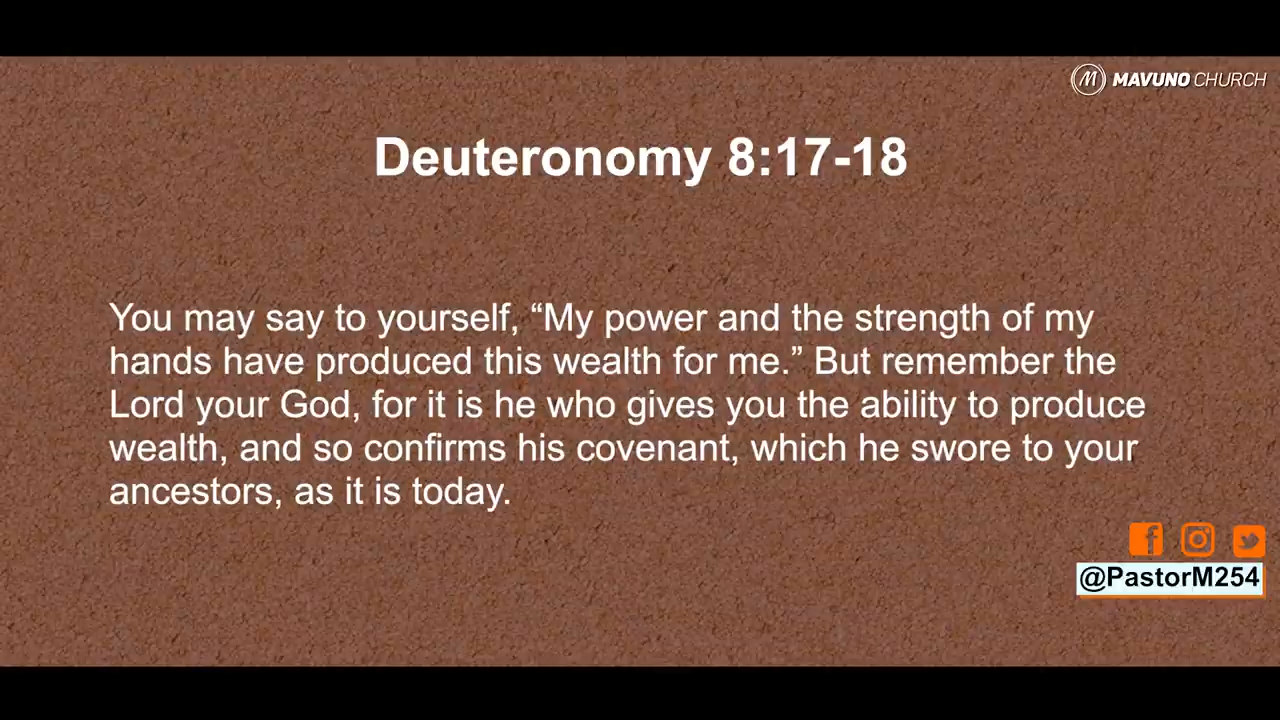 MAVUNO CHURCH
Deuteronomy 8:17-18
You may say to yourself, “My power and the strength of my
hands have produced this wealth for me.” But remember the
Lord your God, for it is he who gives you the ability to produce
wealth, and so confirms his covenant, which he swore to your
ancestors, as it is today.
@PastorM254